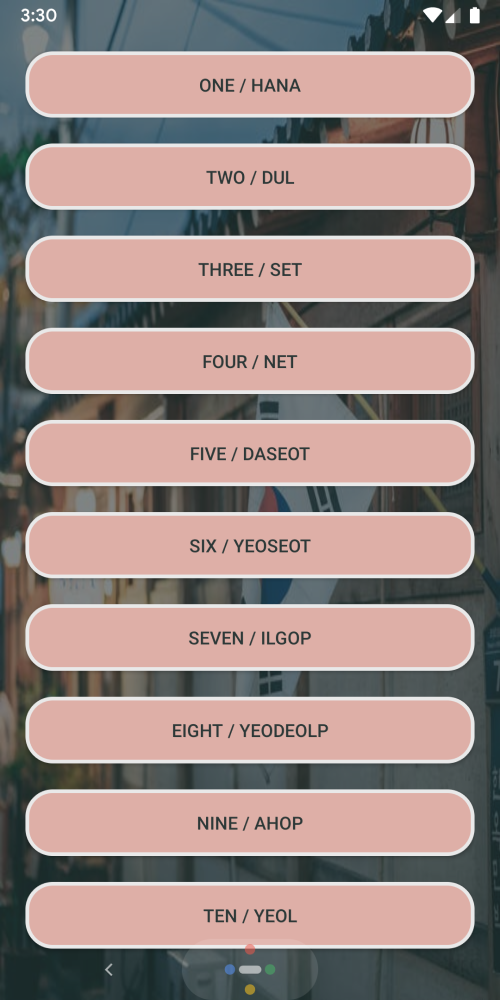 3:30
ONE / HANA
TWO / DUL
THREE / SET
FOUR / NET
FIVE / DASEOT
SIX / YEOSEOT
SEVEN / ILGOP
EIGHT / YEODEOLP
NINE / AHOP
TEN / YEOL